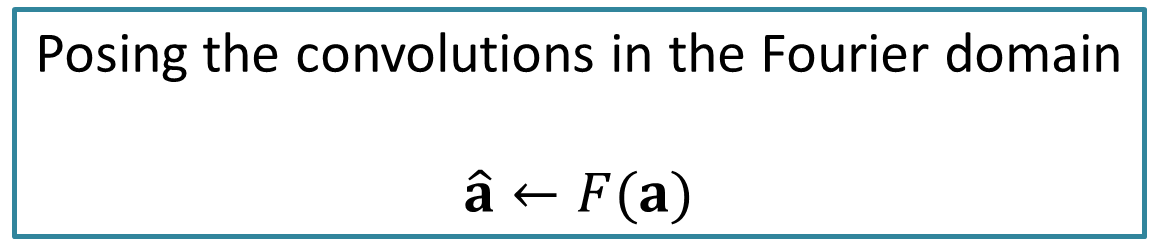 Posing the convolutions in the Fourier domain
â ← F(a)